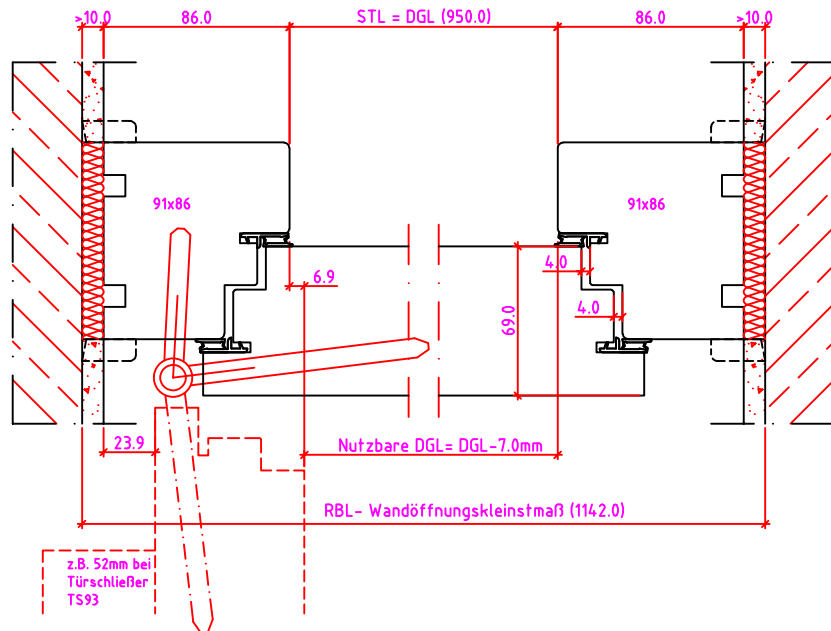 >10.0 86.0 STL = DGL (950.0) 86.0 >10.0
91x86 91x86
6.9
4.0
4.0
69.0
23.9
Nutzbare DGL= DGL-7.0mm
RBL- Wandöffnungskleinstmaß (1142.0)
z.B. 52mm bei
Türschließer
TS93